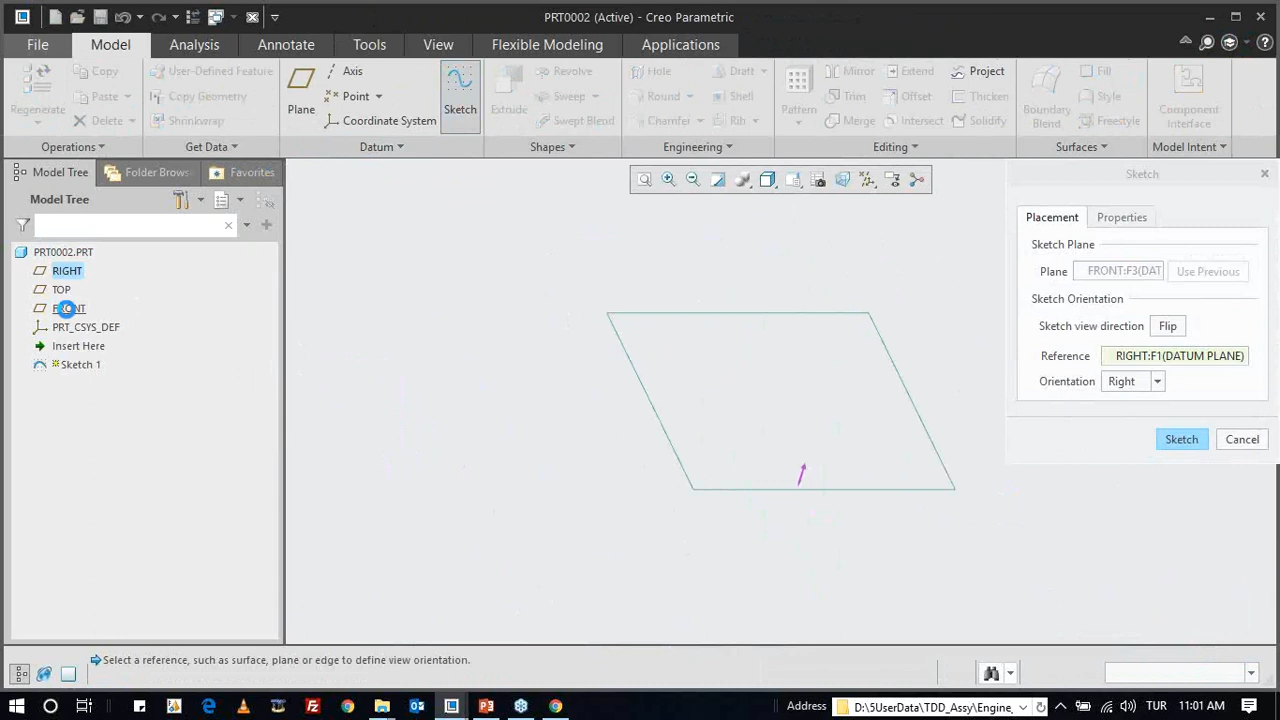 PRT0002 (Active) - Creo Parametric
File Model Analysis Annotate Tools View Flexible Modeling Applications
Regenerate
Copy
Paste
Delete
Operations
User-Defined Feature
Copy Geometry
Shrinkwrap
Get Data
Plane
Axis
Point
Coordinate System
Datum
Sketch
Extrude
Revolve
Sweep
Swept Blend
Shapes
Hole
Round
Chamfer
Draft
Shell
Rib
Engineering
Pattern
Mirror
Trim
Merge
Extend
Offset
Intersect
Project
Thicken
Solidify
Editing
Boundary
Blend
Fill
Style
Freestyle
Surfaces
Component
Interface
Model Intent
Model Tree Folder Brows Favorites
Model Tree
PRT0002.PRT
RIGHT
TOP
PRT_CSYS_DEF
Insert Here
Sketch 1
Sketch
Placement Properties
Sketch Plane
Plane FRONT:F3(DAT Use Previous
Sketch Orientation
Sketch view direction Flip
Reference RIGHT:F1(DATUM PLANE)
Orientation Right
Sketch Cancel
Select a reference, such as surface, plane or edge to define view orientation.
Address D:\5UserData\TDD_Assy\Engine_ TUR 11:01 AM